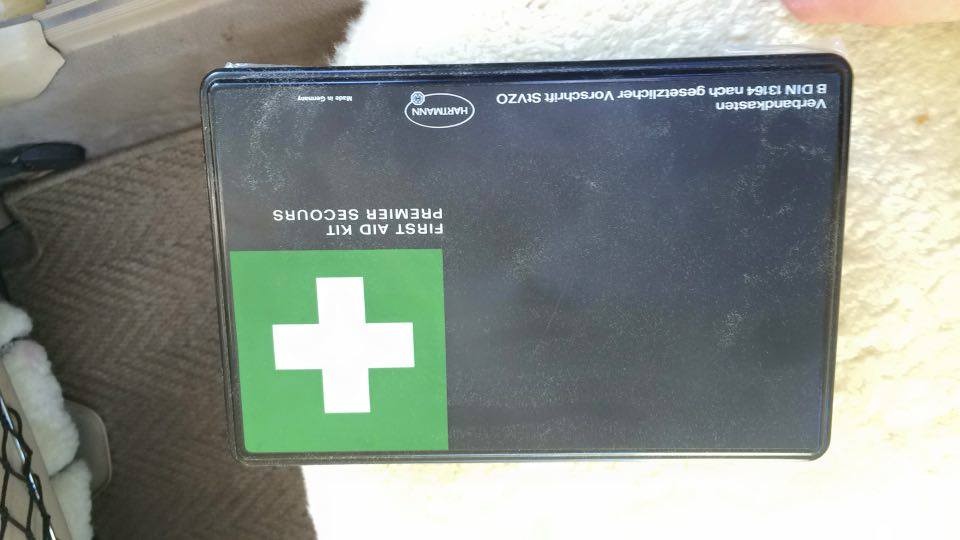 Verbandkasten
B DIN 13164 nach gesetzlicher Vorschrift StVZO
HARTMANN
Made in Germany
FIRST AID KIT
PREMIER SECOURS